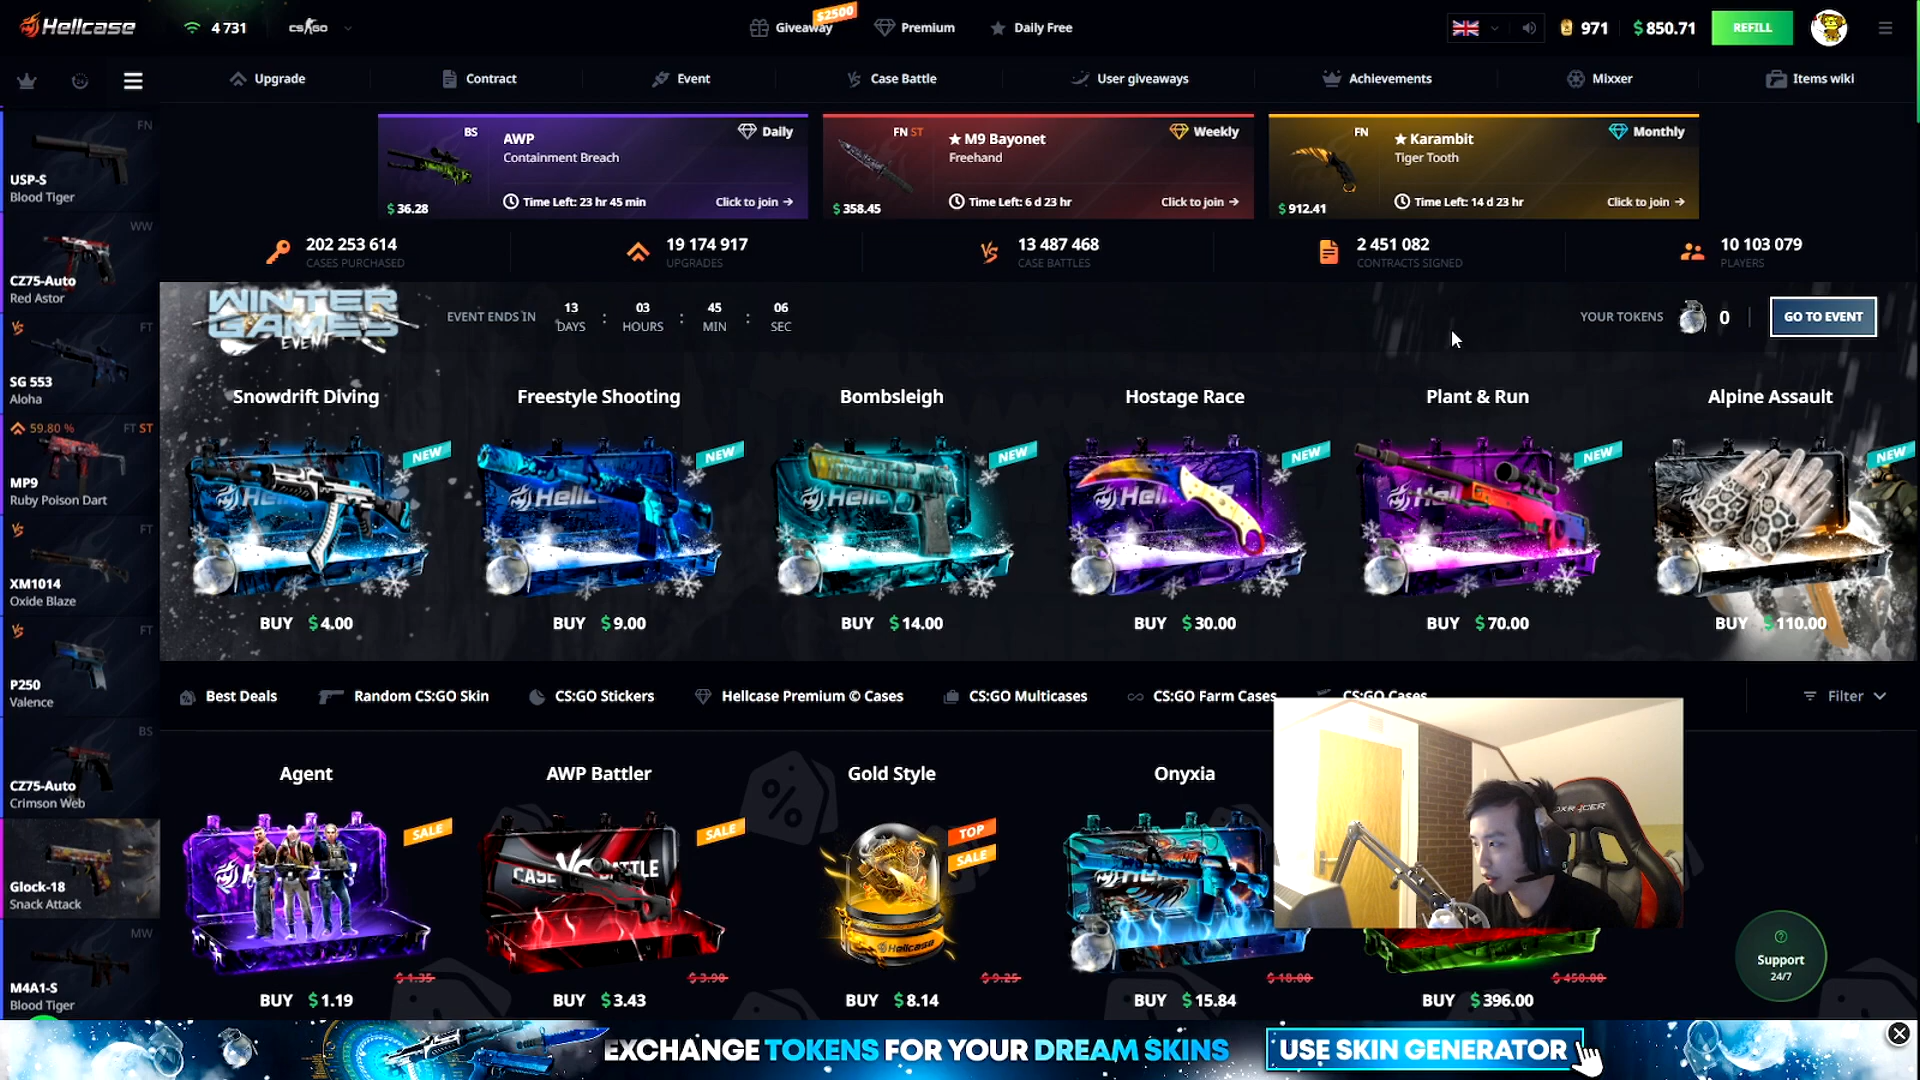 Hellcase
4 731
CS:GO
Giveaway
$2500
Premium
Daily Free
971
$ 850.71
REFILL
Upgrade
Contract
Event
Case Battle
User giveaways
Achievements
Mixxer
Items wiki
BS
AWP
Containment Breach
Daily
$ 36.28
Time Left: 23 hr 45 min
Click to join →
FN ST
★ M9 Bayonet
Freehand
Weekly
$ 358.45
Time Left: 6 d 23 hr
Click to join →
FN
★ Karambit
Tiger Tooth
Monthly
$ 912.41
Time Left: 14 d 23 hr
Click to join →
202 253 614
CASES PURCHASED
19 174 917
UPGRADES
13 487 468
CASE BATTLES
2 451 082
CONTRACTS SIGNED
10 103 079
PLAYERS
FN
USP-S
Blood Tiger
WW
CZ75-Auto
Red Astor
FT
SG 553
Aloha
59.80 %
FT ST
MP9
Ruby Poison Dart
FT
XM1014
Oxide Blaze
FT
P250
Valence
BS
CZ75-Auto
Crimson Web
Glock-18
Snack Attack
MW
M4A1-S
Blood Tiger
WINTER
GAMES
EVENT
EVENT ENDS IN
13 : 03 : 45 : 06
DAYS HOURS MIN SEC
YOUR TOKENS
0
GO TO EVENT
Snowdrift Diving
NEW
BUY $ 4.00
Freestyle Shooting
NEW
BUY $ 9.00
Bombsleigh
NEW
BUY $ 14.00
Hostage Race
NEW
BUY $ 30.00
Plant & Run
NEW
BUY $ 70.00
Alpine Assault
NEW
BUY $ 110.00
Best Deals
Random CS:GO Skin
CS:GO Stickers
Hellcase Premium © Cases
CS:GO Multicases
CS:GO Farm Cases
CS:GO Cases
Filter
Agent
SALE
$ 1.35
BUY $ 1.19
AWP Battler
SALE
CASE VS BATTLE
$ 3.90
BUY $ 3.43
Gold Style
TOP
SALE
Hellcase
$ 9.25
BUY $ 8.14
Onyxia
$ 18.00
BUY $ 15.84
$ 450.00
BUY $ 396.00
Support
24/7
EXCHANGE TOKENS FOR YOUR DREAM SKINS
USE SKIN GENERATOR